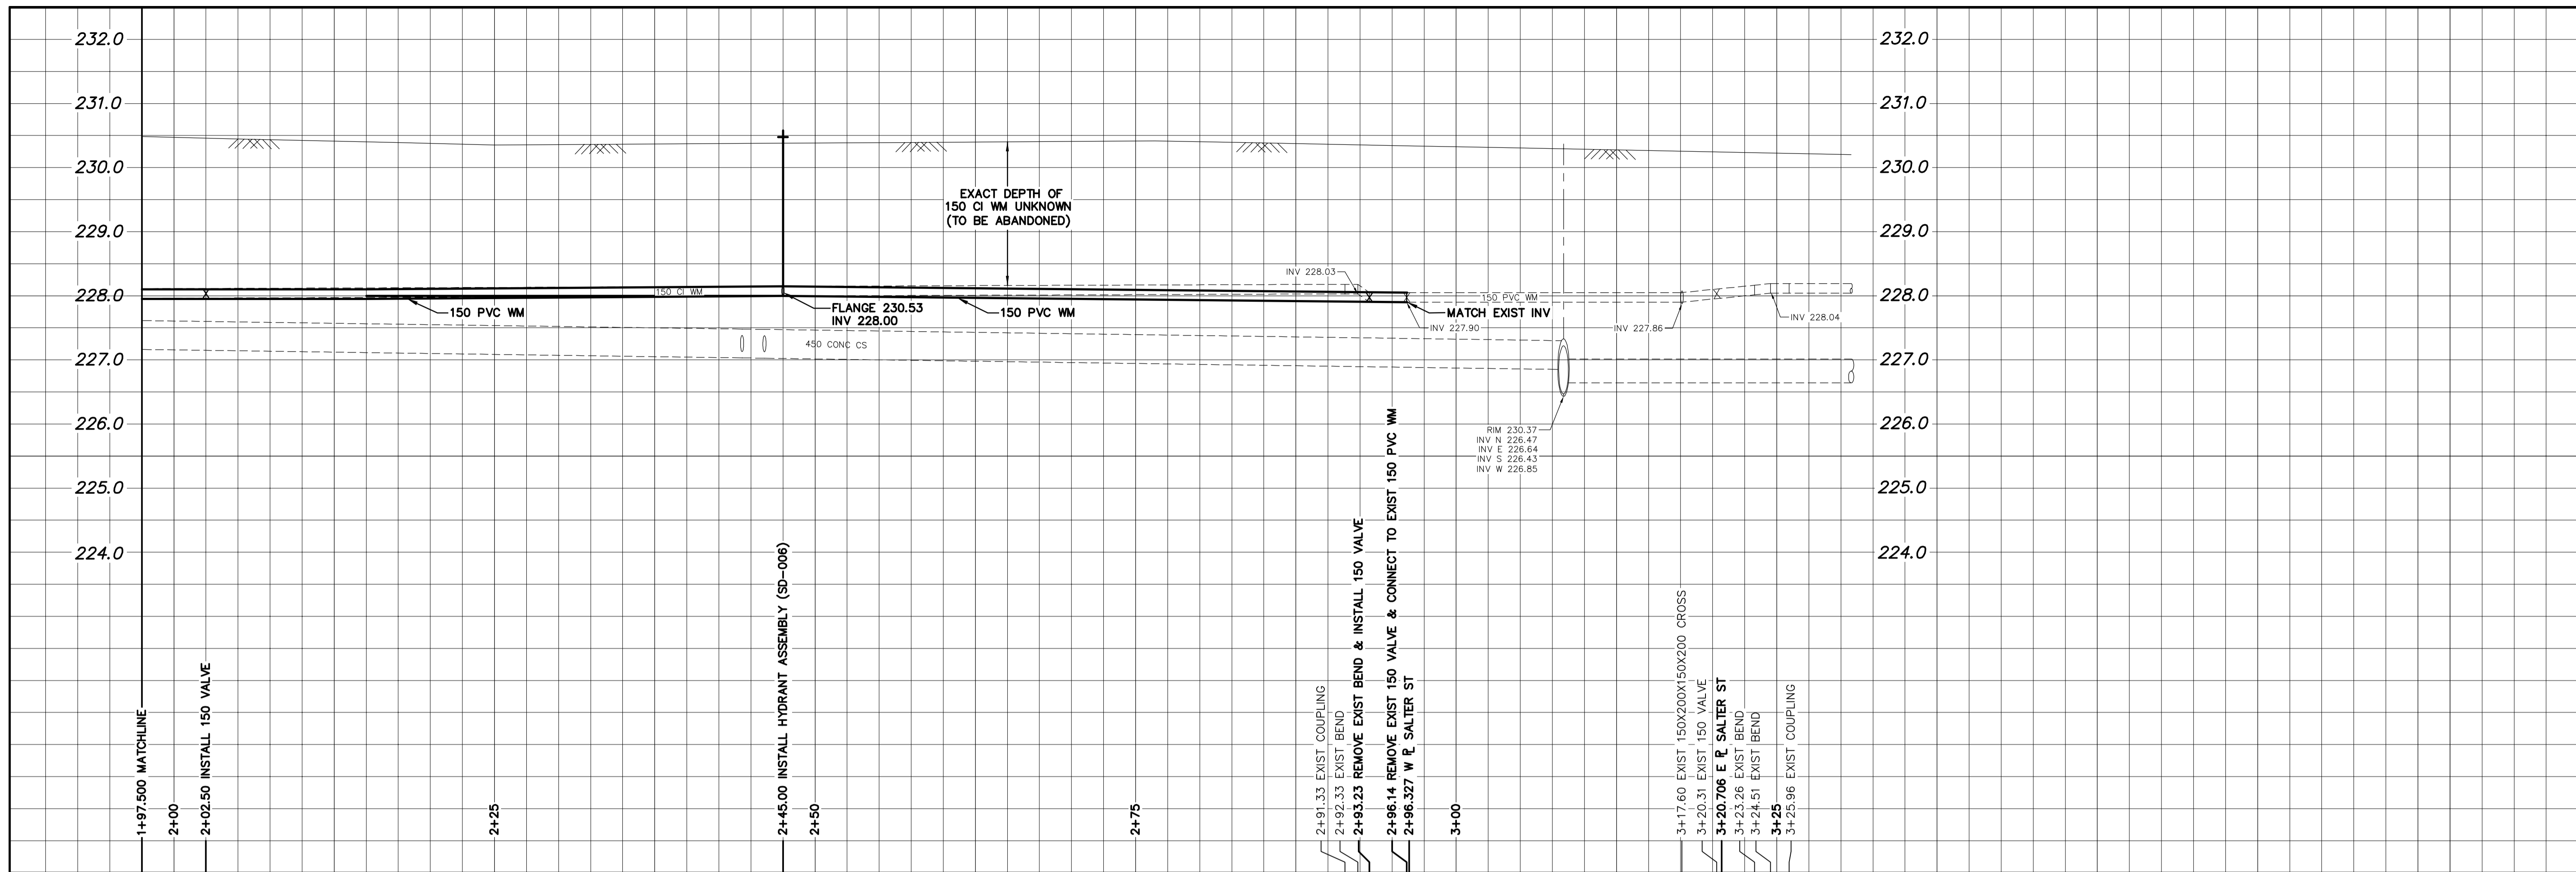 232.0
232.0
231.0
231.0
230.0
230.0
EXACT DEPTH OF
150 CI WM UNKNOWN
(TO BE ABANDONED)
229.0
229.0
228.0
228.0
150 CI WM
INV 228.03
150 PVC WM
150 PVC WM
FLANGE 230.53
INV 228.00
150 PVC WM
MATCH EXIST INV
INV 227.90
INV 227.86
INV 228.04
450 CONC CS
227.0
227.0
226.0
226.0
RIM 230.37
INV N 226.47
INV E 226.64
INV S 226.43
INV W 226.85
225.0
225.0
224.0
224.0
1+97.500 MATCHLINE
2+00
2+02.50 INSTALL 150 VALVE
2+25
2+45.00 INSTALL HYDRANT ASSEMBLY (SD-006)
2+50
2+75
2+91.33 EXIST COUPLING
2+92.33 EXIST BEND
2+93.23 REMOVE EXIST BEND & INSTALL 150 VALVE
2+96.14 REMOVE EXIST 150 VALVE & CONNECT TO EXIST 150 PVC WM
2+96.327 W PL SALTER ST
3+00
3+17.60 EXIST 150X200X150X200 CROSS
3+20.31 EXIST 150 VALVE
3+20.706 E PL SALTER ST
3+23.26 EXIST BEND
3+24.51 EXIST BEND
3+25
3+25.96 EXIST COUPLING